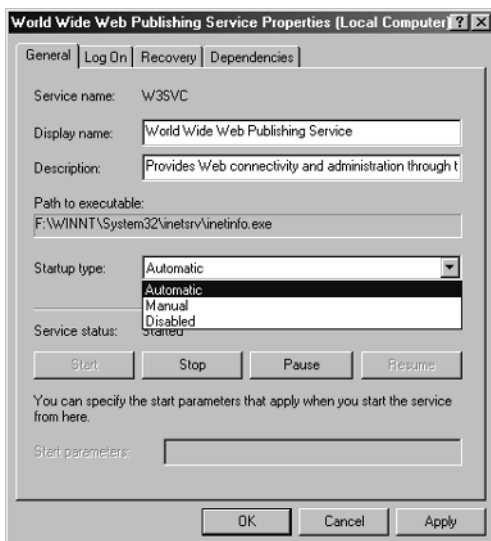 World Wide Web Publishing Service Properties (Local Computer) ? ×
General Log On Recovery Dependencies
Service name: W3SVC
Display name: World Wide Web Publishing Service
Description: Provides Web connectivity and administration through t
Path to executable:
F:\WINNT\System32\inetsrv\inetinfo.exe
Startup type: Automatic
Automatic
Manual
Disabled
Service status: Started
Start Stop Pause Resume
You can specify the start parameters that apply when you start the service
from here.
Start parameters:
OK Cancel Apply